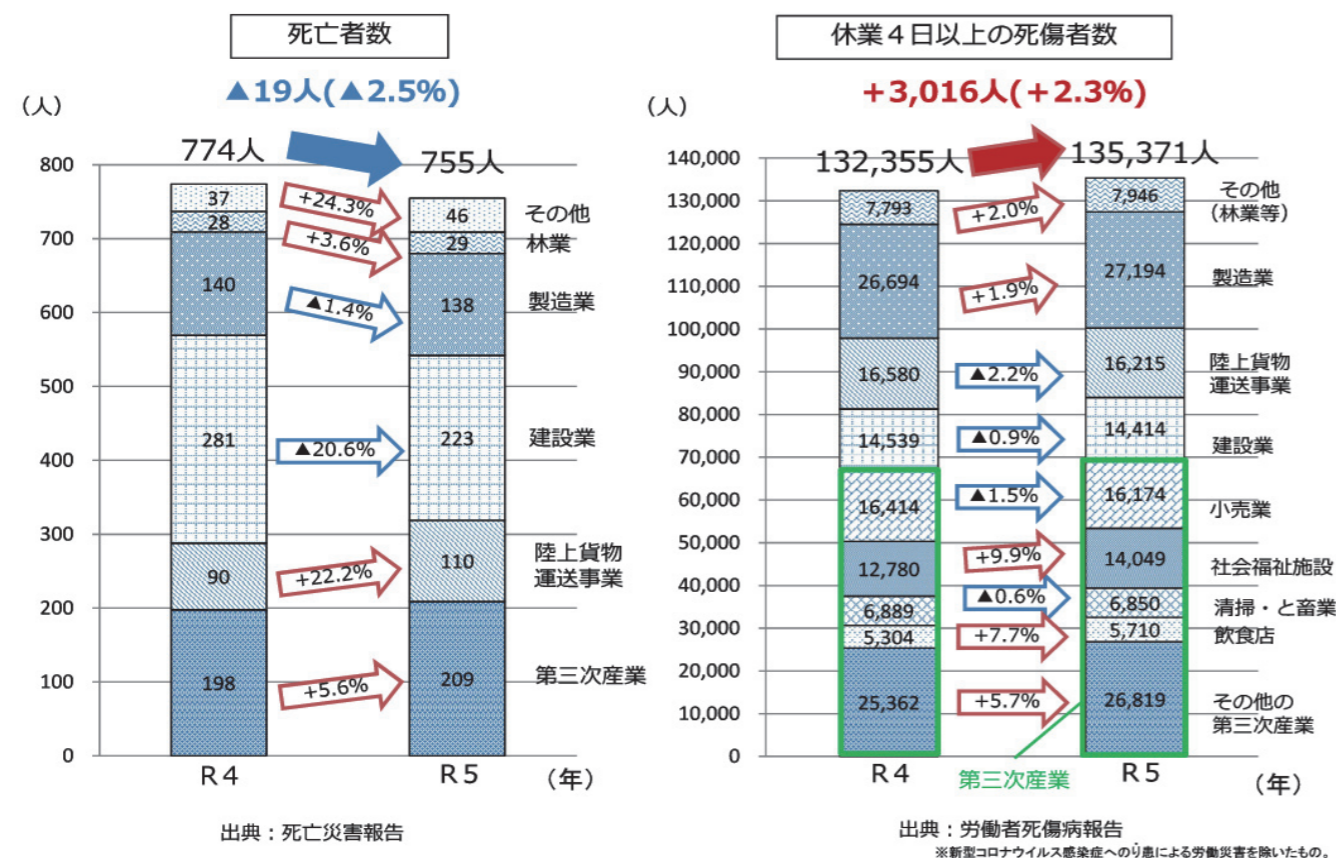 死亡者数
▲19人(▲2.5%)
（人）
774人
755人
800
700
600
500
400
300
200
100
0
37
28
140
281
90
198
+24.3%
+3.6%
▲1.4%
▲20.6%
+22.2%
+5.6%
46
29
138
223
110
209
その他
林業
製造業
建設業
陸上貨物
運送事業
第三次産業
R４
R５
（年）
出典：死亡災害報告
休業４日以上の死傷者数
+3,016人(+2.3%)
（人）
132,355人
135,371人
140,000
130,000
120,000
110,000
100,000
90,000
80,000
70,000
60,000
50,000
40,000
30,000
20,000
10,000
0
7,793
26,694
16,580
14,539
16,414
12,780
6,889
5,304
25,362
+2.0%
+1.9%
▲2.2%
▲0.9%
▲1.5%
+9.9%
▲0.6%
+7.7%
+5.7%
7,946
27,194
16,215
14,414
16,174
14,049
6,850
5,710
26,819
その他
（林業等）
製造業
陸上貨物
運送事業
建設業
小売業
社会福祉施設
清掃・と畜業
飲食店
その他の
第三次産業
R４
第三次産業
R５
（年）
出典：労働者死傷病報告
※新型コロナウイルス感染症へのり患による労働災害を除いたもの。